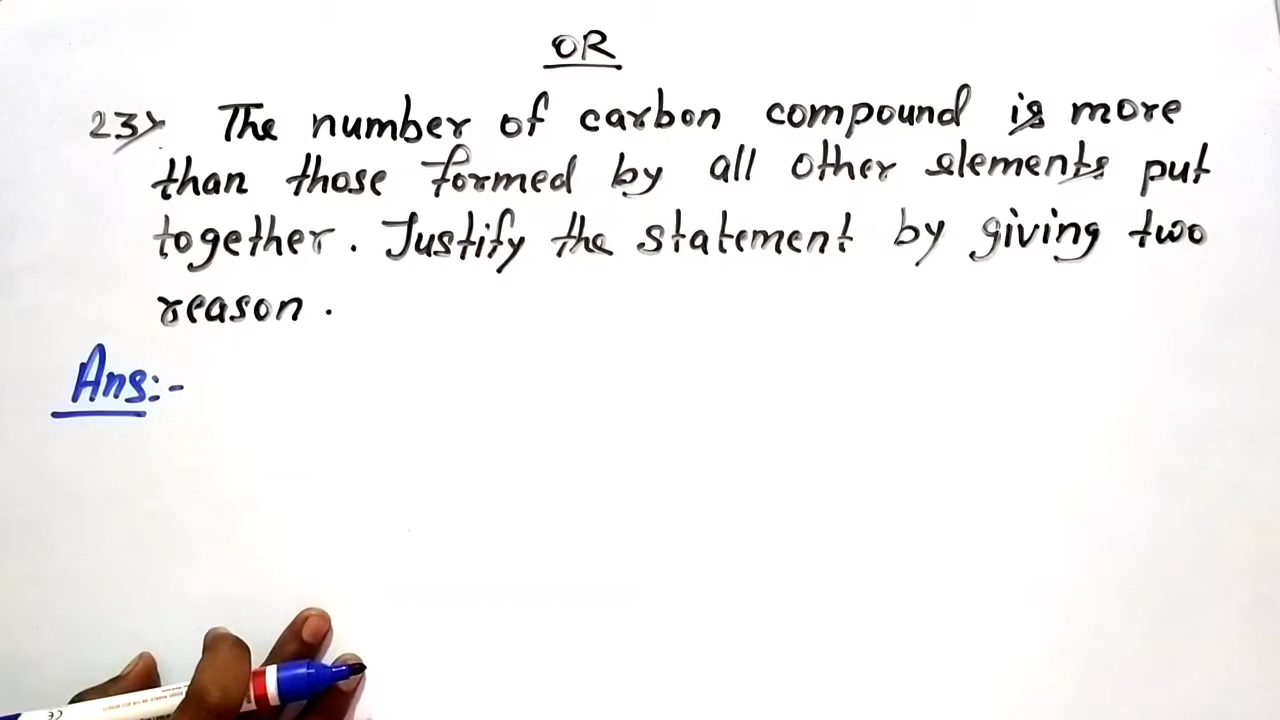 OR
23> The number of carbon compound is more
than those formed by all other elements put
together. Justify the statement by giving two
reason.
Ans:-